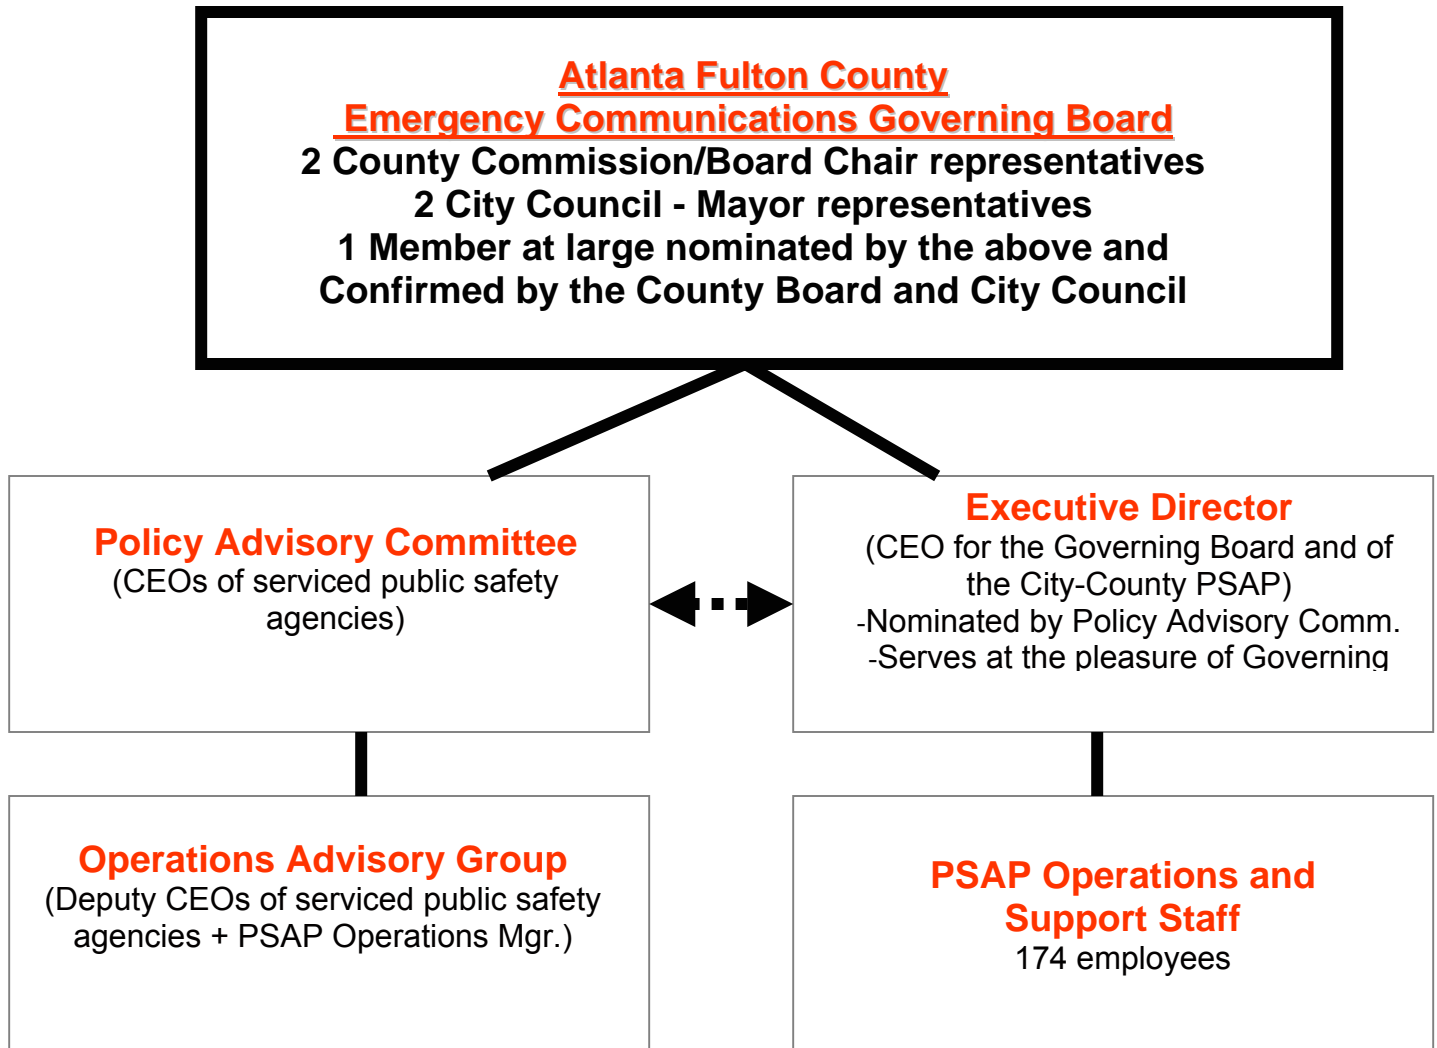 Atlanta Fulton County
Emergency Communications Governing Board
2 County Commission/Board Chair representatives
2 City Council - Mayor representatives
1 Member at large nominated by the above and
Confirmed by the County Board and City Council
Policy Advisory Committee
(CEOs of serviced public safety
agencies)
Executive Director
(CEO for the Governing Board and of
the City-County PSAP)
-Nominated by Policy Advisory Comm.
-Serves at the pleasure of Governing
Operations Advisory Group
(Deputy CEOs of serviced public safety
agencies + PSAP Operations Mgr.)
PSAP Operations and
Support Staff
174 employees